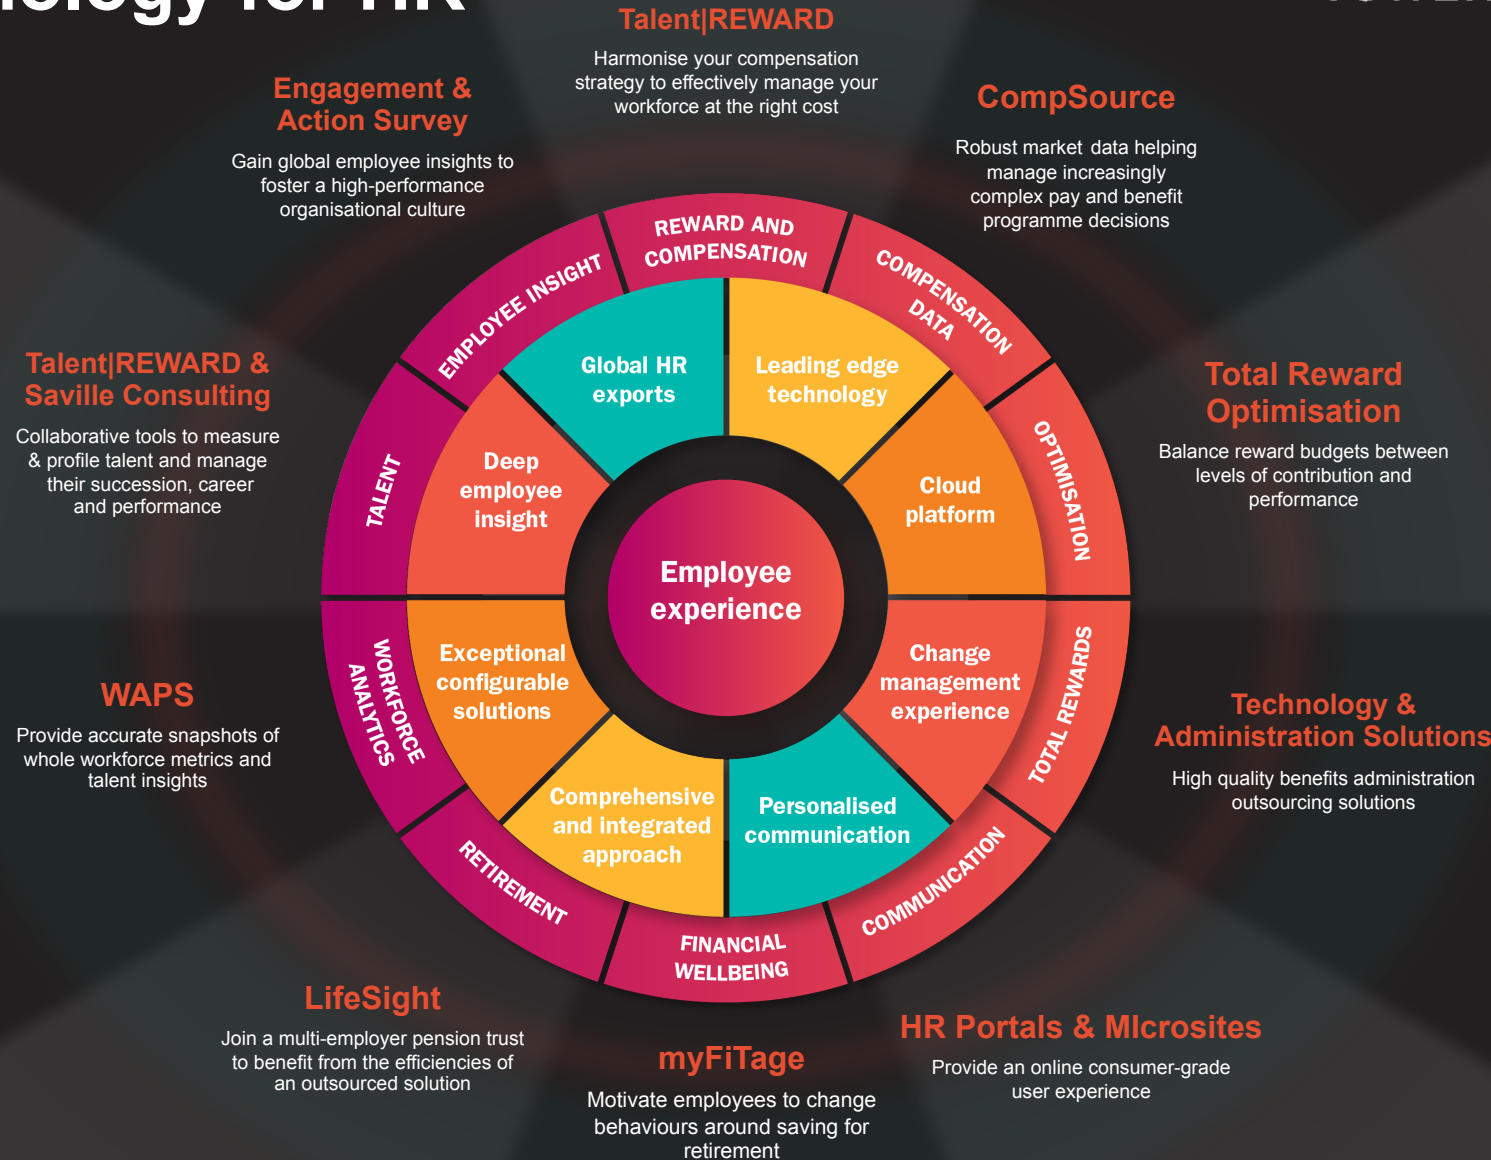 for HR
Talent|REWARD
Harmonise your compensation
strategy to effectively manage your
workforce at the right cost
Engagement &
Action Survey
Gain global employee insights to
foster a high-performance
organisational culture
CompSource
Robust market data helping
manage increasingly
complex pay and benefit
programme decisions
Talent|REWARD &
Saville Consulting
Collaborative tools to measure
& profile talent and manage
their succession, career
and performance
Total Reward
Optimisation
Balance reward budgets between
levels of contribution and
performance
WAPS
Provide accurate snapshots of
whole workforce metrics and
talent insights
Technology &
Administration Solutions
High quality benefits administration
outsourcing solutions
LifeSight
Join a multi-employer pension trust
to benefit from the efficiencies of
an outsourced solution
myFiTage
Motivate employees to change
behaviours around saving for
retirement
HR Portals & MIcrosites
Provide an online consumer-grade
user experience
REWARD AND
COMPENSATION
COMPENSATION
DATA
OPTIMISATION
TOTAL REWARDS
COMMUNICATION
FINANCIAL
WELLBEING
RETIREMENT
WORKFORCE
ANALYTICS
TALENT
EMPLOYEE INSIGHT
Global HR
exports
Leading edge
technology
Cloud
platform
Change
management
experience
Personalised
communication
Comprehensive
and integrated
approach
Exceptional
configurable
solutions
Deep
employee
insight
Employee
experience